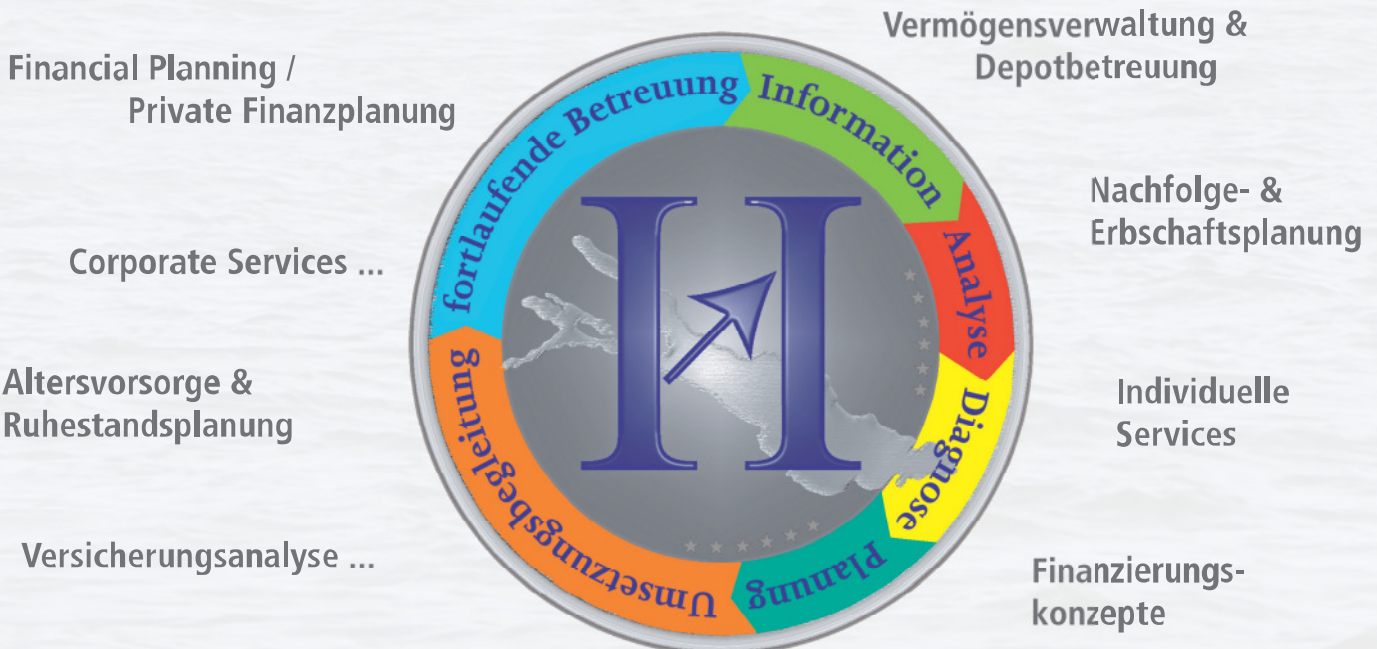 Financial Planning /
Private Finanzplanung
Corporate Services ...
Altersvorsorge &
Ruhestandsplanung
Versicherungsanalyse ...
Information
Analyse
Diagnose
Planung
Umsetzungsbegleitung
fortlaufende Betreuung
H
Vermögensverwaltung &
Depotbetreuung
Nachfolge- &
Erbschaftsplanung
Individuelle
Services
Finanzierungs-
konzepte